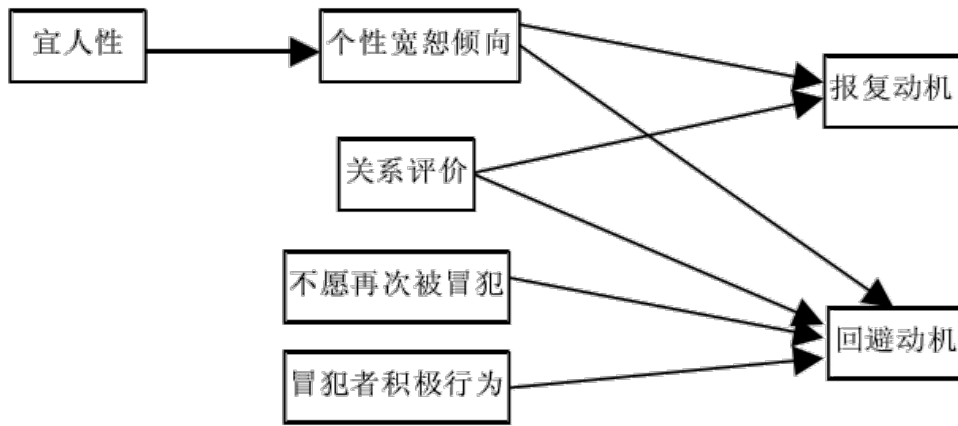 宜人性
个性宽恕倾向
报复动机
关系评价
不愿再次被冒犯
回避动机
冒犯者积极行为